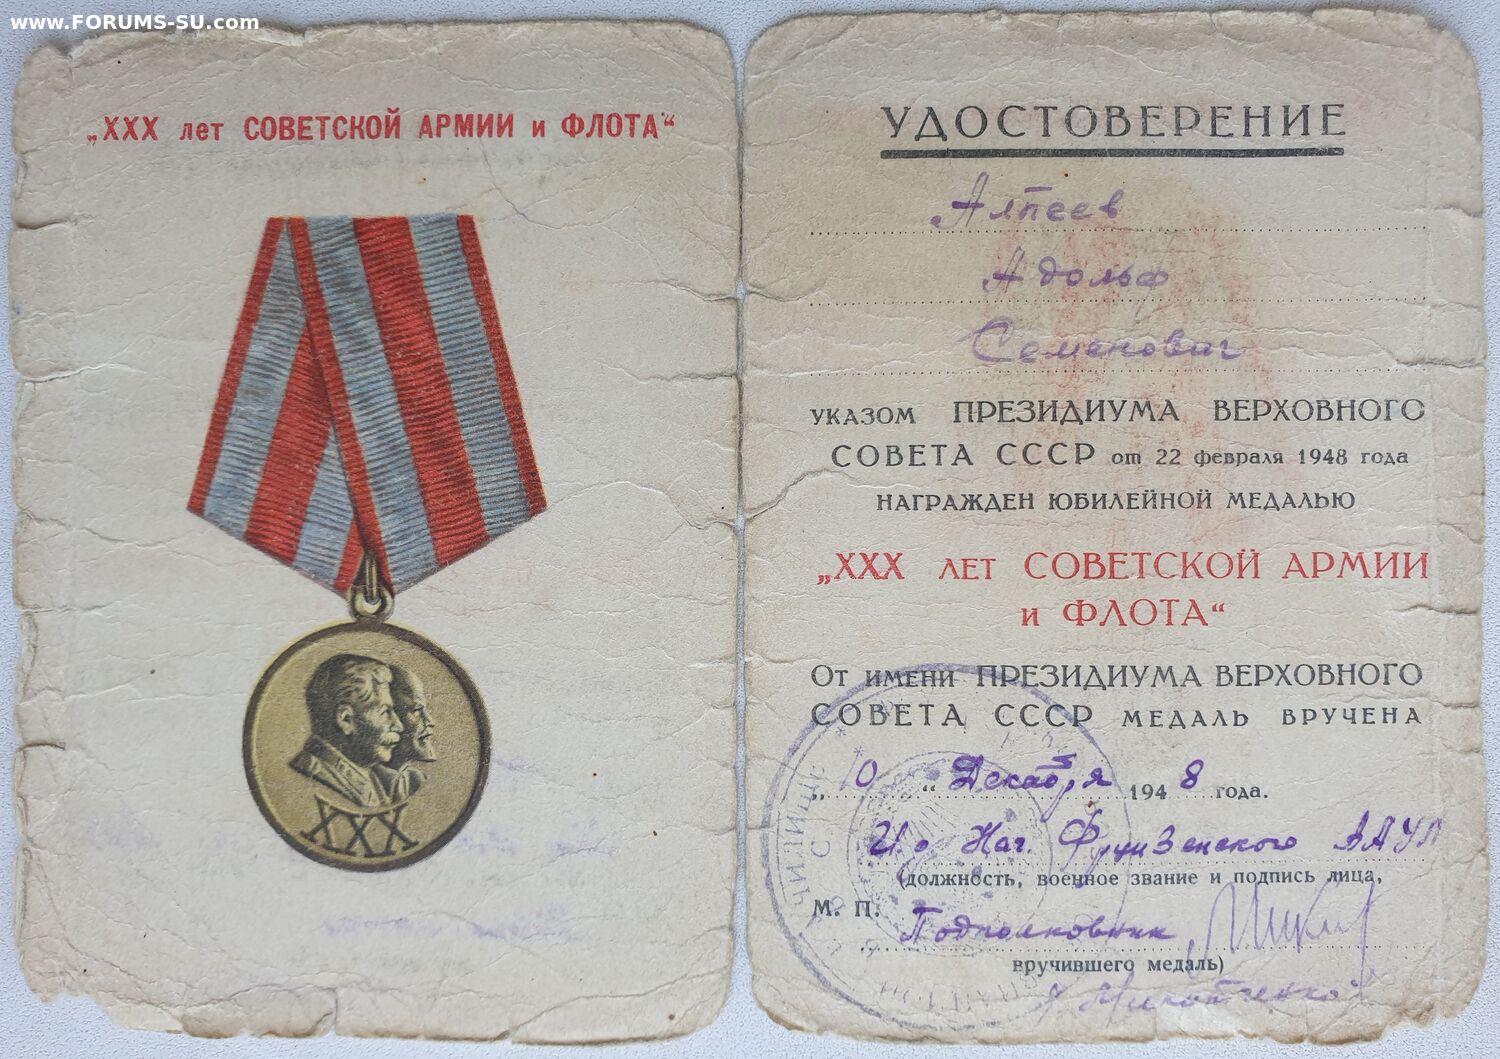 www.FORUMS-SU.com
„XXX лет СОВЕТСКОЙ АРМИИ и ФЛОТА“
XXX
УДОСТОВЕРЕНИЕ
Алпеев
Адольф
Семенович
УКАЗОМ ПРЕЗИДИУМА ВЕРХОВНОГО
СОВЕТА СССР от 22 февраля 1948 года
НАГРАЖДЕН ЮБИЛЕЙНОЙ МЕДАЛЬЮ
„XXX ЛЕТ СОВЕТСКОЙ АРМИИ
и ФЛОТА“
От ИМЕНИ ПРЕЗИДИУМА ВЕРХОВНОГО
СОВЕТА СССР МЕДАЛЬ ВРУЧЕНА
„10“ Декабря 1948 года.
И.о Нач. Фрунзенского ААУЛ
(должность, военное звание и подпись лица,
М. П. Подполковник
вручившего медаль)